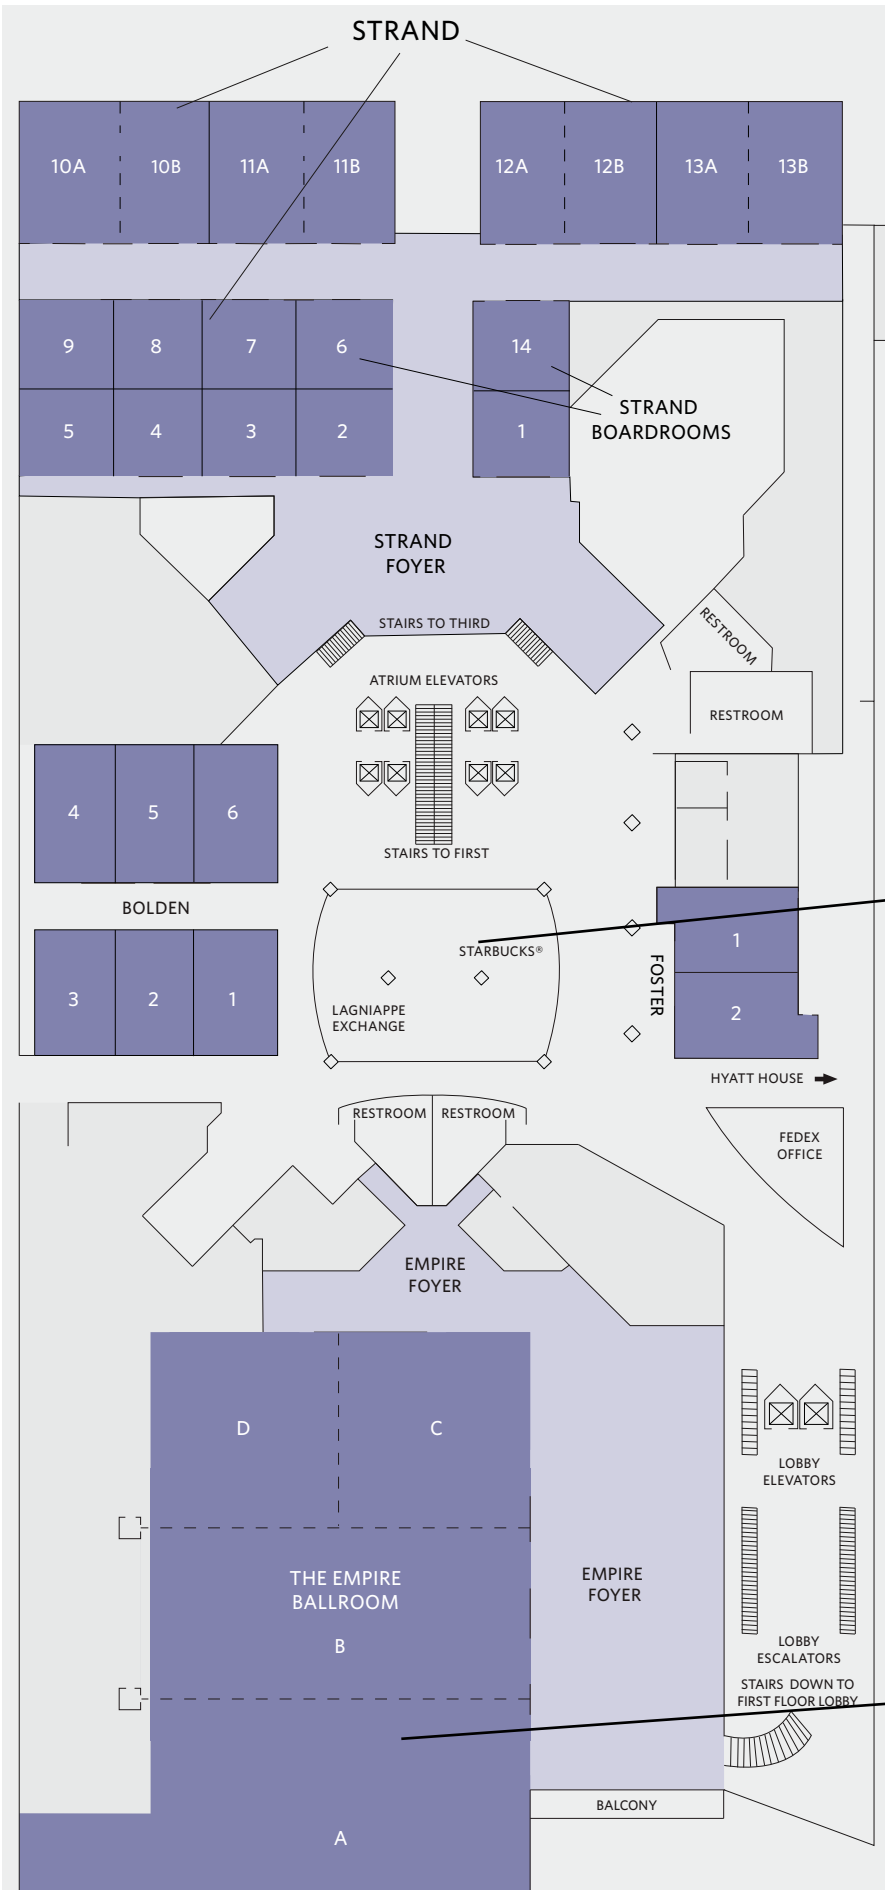 STRAND
10A
10B
11A
11B
12A
12B
13A
13B
9
8
7
6
14
5
4
3
2
1
STRAND
BOARDROOMS
STRAND
FOYER
STAIRS TO THIRD
RESTROOM
ATRIUM ELEVATORS
RESTROOM
4
5
6
STAIRS TO FIRST
BOLDEN
3
2
1
STARBUCKS®
LAGNIAPPE
EXCHANGE
FOSTER
1
2
HYATT HOUSE
RESTROOM
RESTROOM
FEDEX
OFFICE
EMPIRE
FOYER
D
C
LOBBY
ELEVATORS
THE EMPIRE
BALLROOM
B
EMPIRE
FOYER
LOBBY
ESCALATORS
STAIRS DOWN TO
FIRST FLOOR LOBBY
BALCONY
A